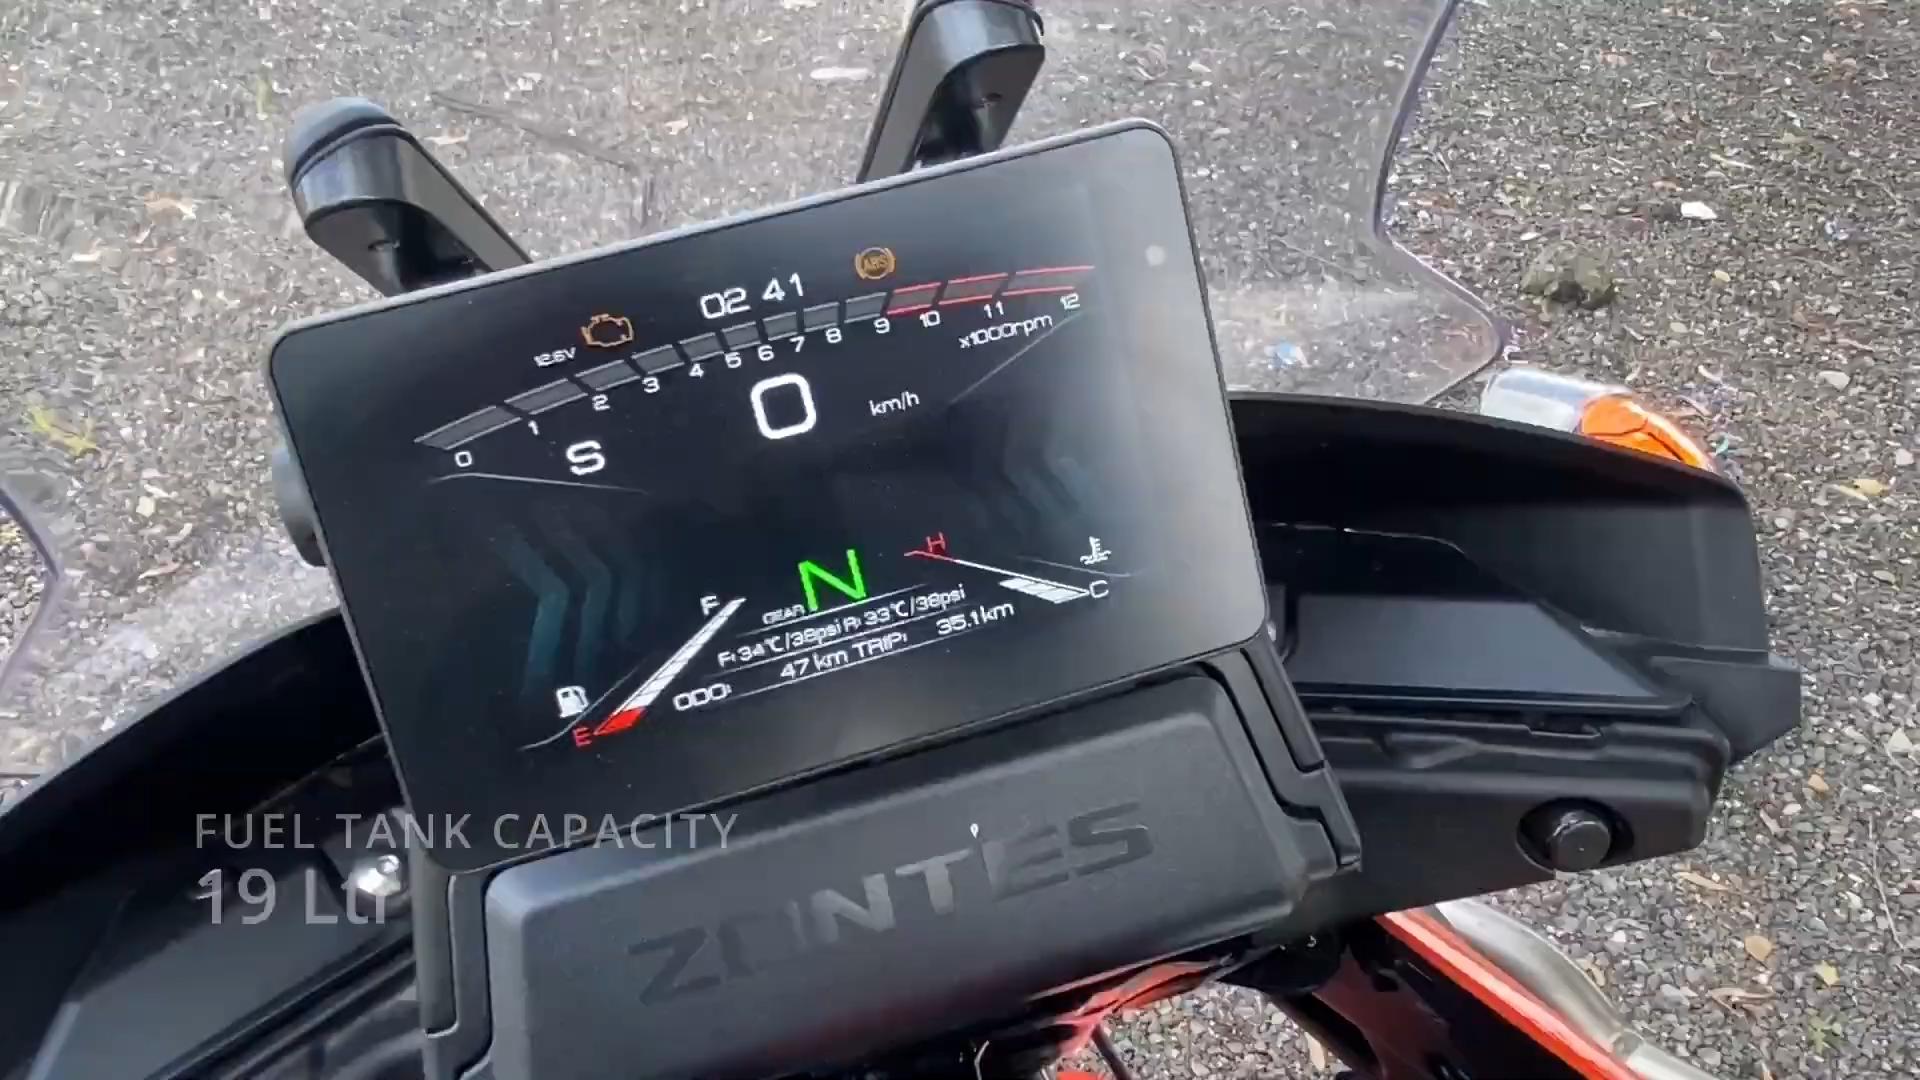 02 41
ABS
12.6V
0 1 2 3 4 5 6 7 8 9 10 11 12
x1000rpm
S
0 km/h
H
C
F
E
GEAR N
F: 34℃/38psi R: 33℃/38psi
ODO: 47 km TRIP: 35.1km
FUEL TANK CAPACITY
19 Ltr
ZONTES